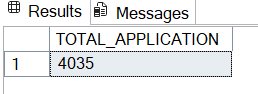 Results Messages
TOTAL_APPLICATION
1 4035